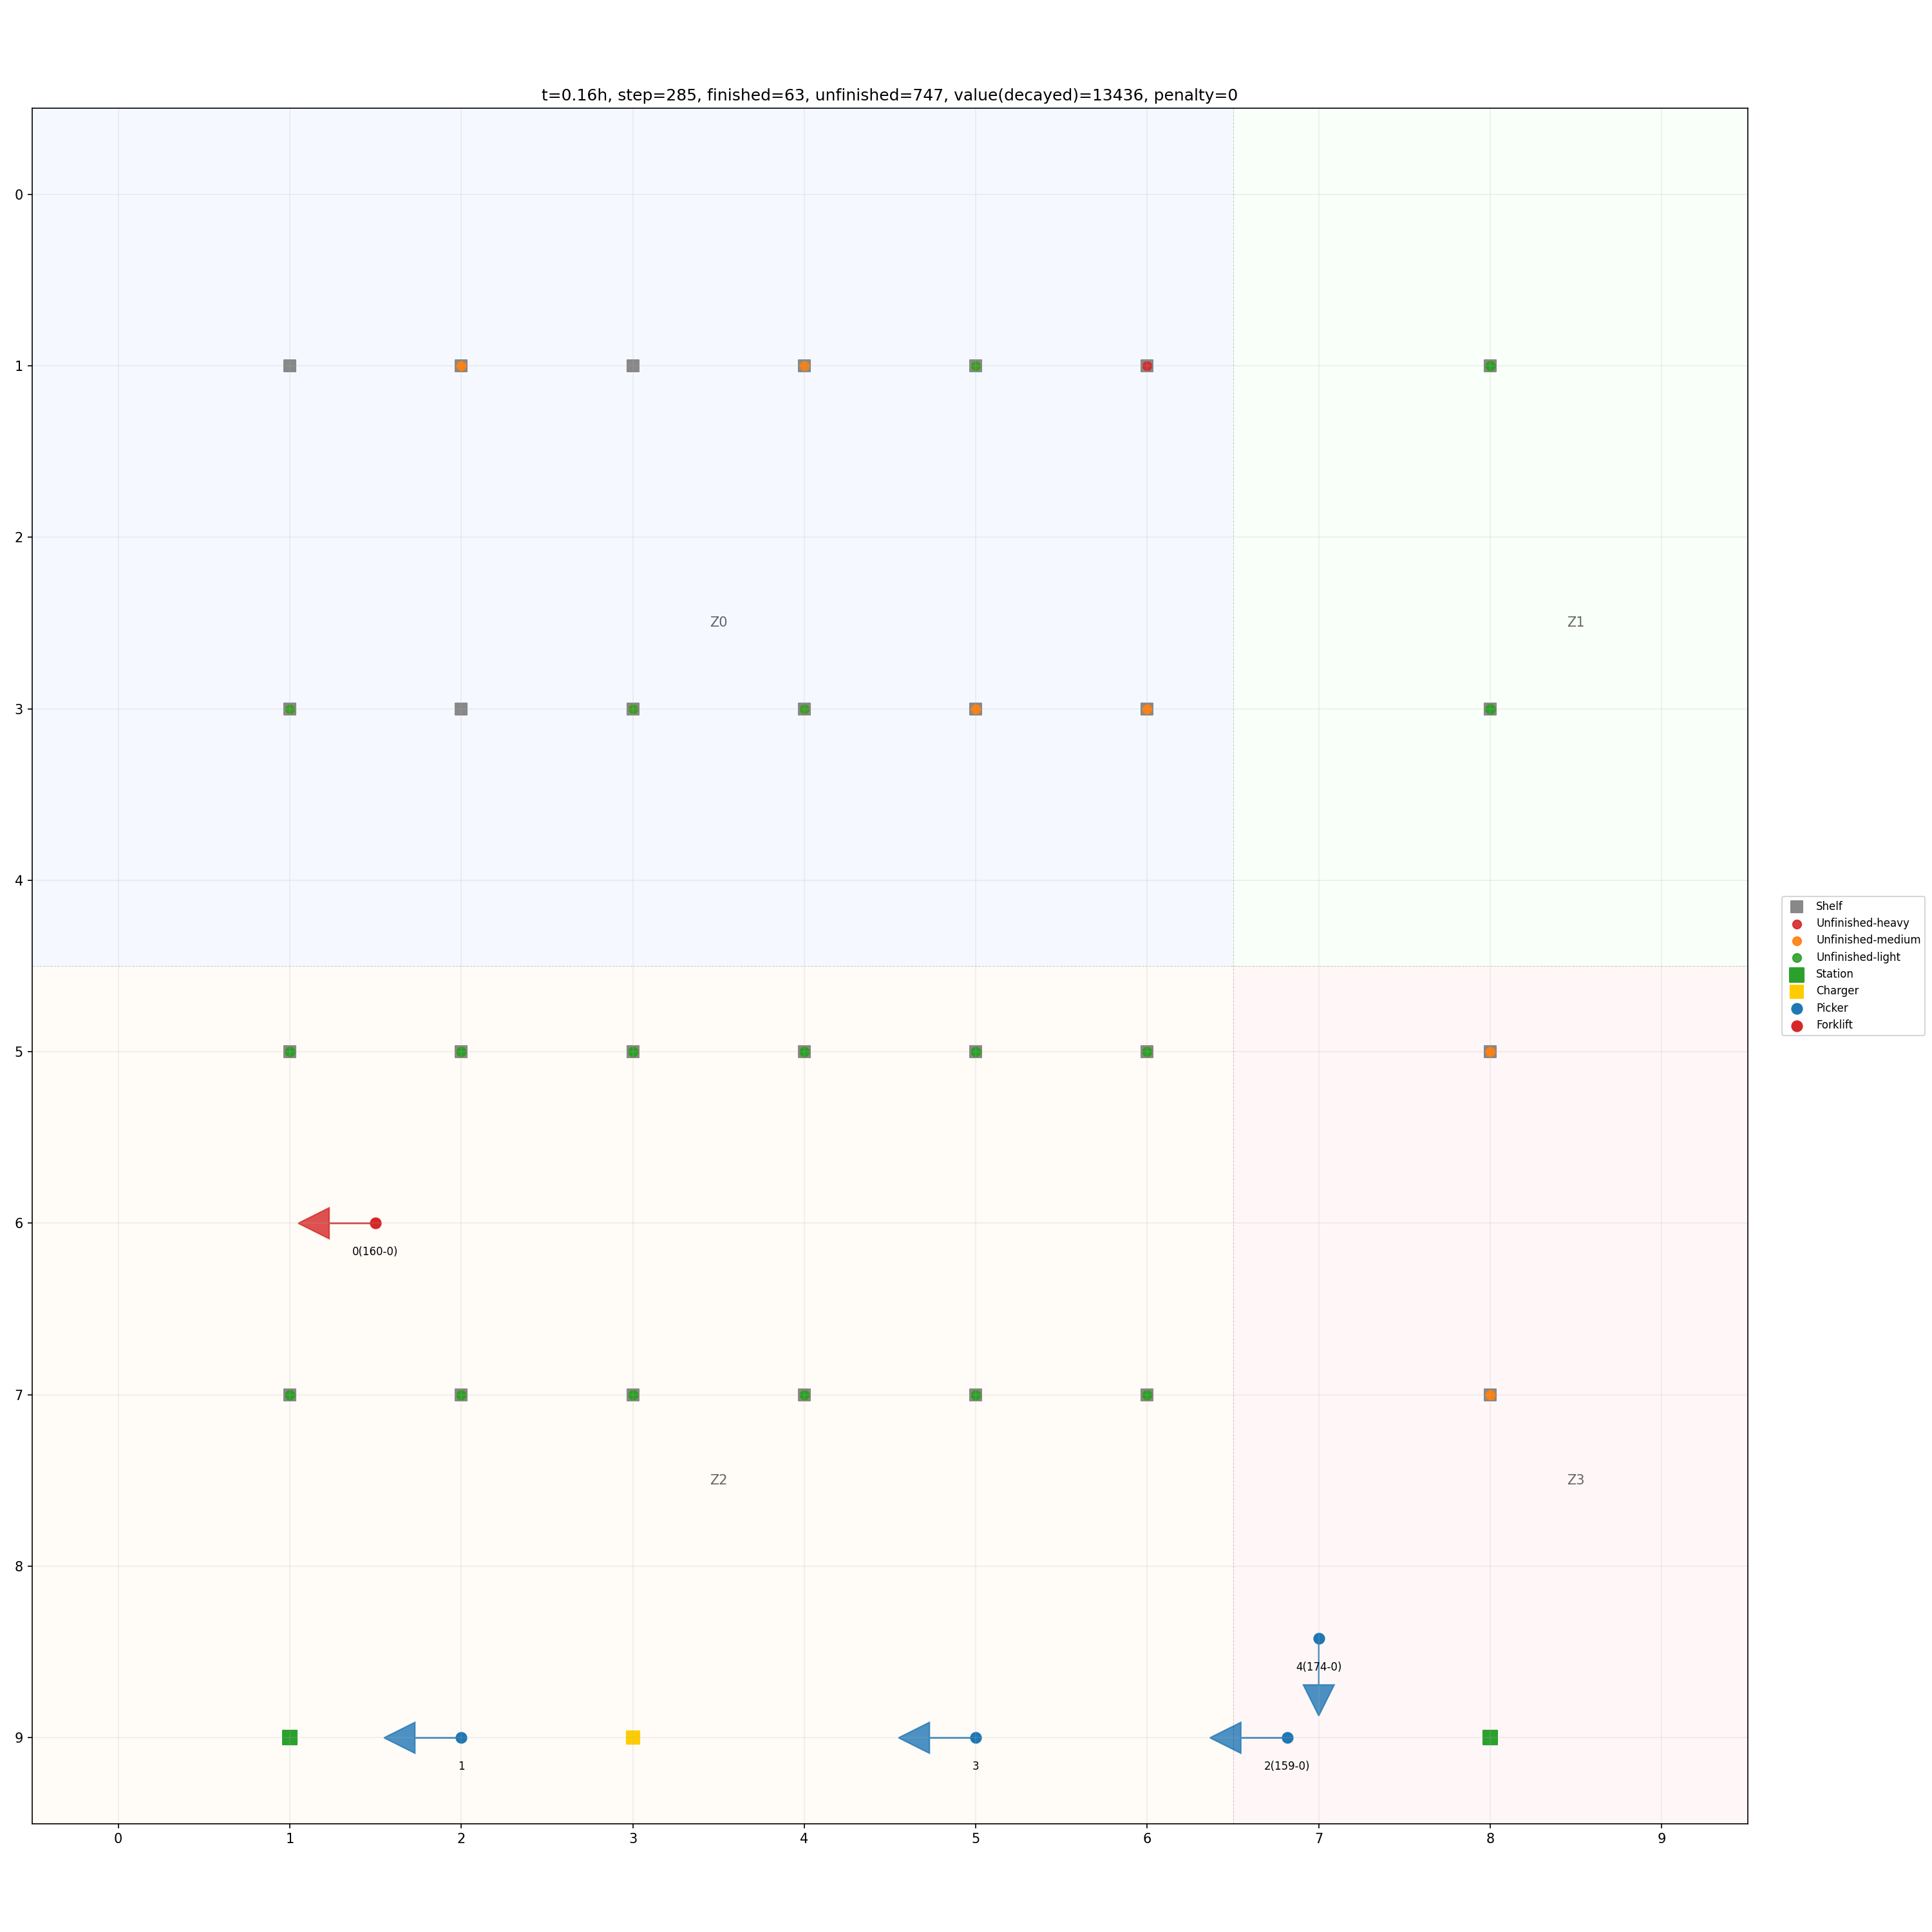 t=0.16h, step=285, finished=63, unfinished=747, value(decayed)=13436, penalty=0
0
1
2
Z0
Z1
3
4
Shelf
Unfinished-heavy
Unfinished-medium
Unfinished-light
Station
Charger
Picker
Forklift
5
6
0(160-0)
7
Z2
Z3
8
4(174-0)
9
1
3
2(159-0)
0 1 2 3 4 5 6 7 8 9